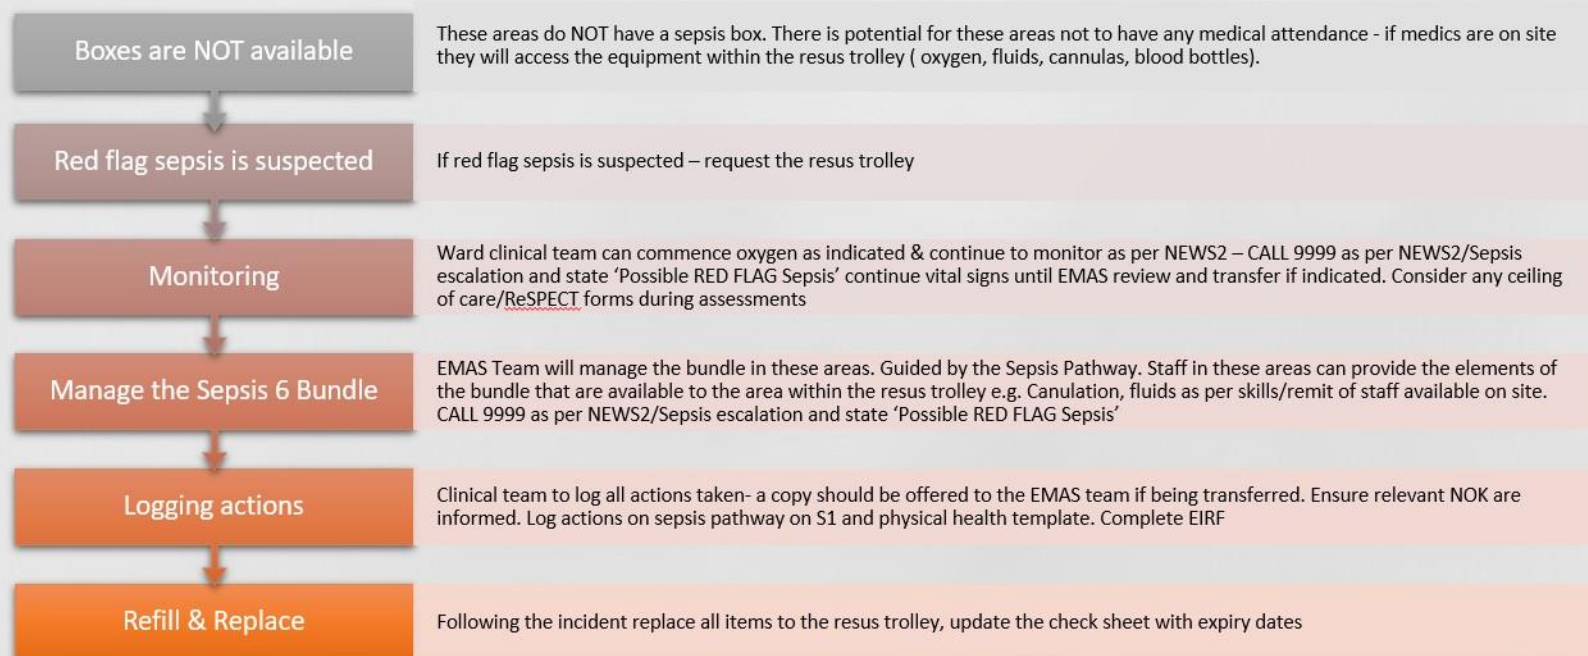 Boxes are NOT available
These areas do NOT have a sepsis box. There is potential for these areas not to have any medical attendance - if medics are on site
they will access the equipment within the resus trolley ( oxygen, fluids, cannulas, blood bottles).
Red flag sepsis is suspected
If red flag sepsis is suspected – request the resus trolley
Monitoring
Ward clinical team can commence oxygen as indicated & continue to monitor as per NEWS2 – CALL 9999 as per NEWS2/Sepsis
escalation and state ‘Possible RED FLAG Sepsis’ continue vital signs until EMAS review and transfer if indicated. Consider any ceiling
of care/ReSPECT forms during assessments
Manage the Sepsis 6 Bundle
EMAS Team will manage the bundle in these areas. Guided by the Sepsis Pathway. Staff in these areas can provide the elements of
the bundle that are available to the area within the resus trolley e.g. Canulation, fluids as per skills/remit of staff available on site.
CALL 9999 as per NEWS2/Sepsis escalation and state ‘Possible RED FLAG Sepsis’
Logging actions
Clinical team to log all actions taken- a copy should be offered to the EMAS team if being transferred. Ensure relevant NOK are
informed. Log actions on sepsis pathway on S1 and physical health template. Complete EIRF
Refill & Replace
Following the incident replace all items to the resus trolley, update the check sheet with expiry dates